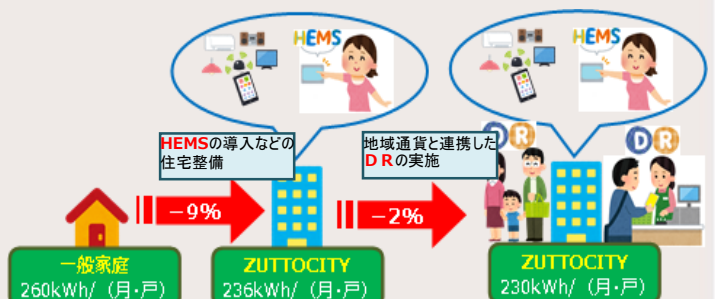 HEMS
HEMS
HEMSの導入などの
住宅整備
地域通貨と連携した
DRの実施
DR
DR
-9%
-2%
一般家庭
260kWh/（月・戸）
ZUTTOCITY
236kWh/（月・戸）
ZUTTOCITY
230kWh/（月・戸）